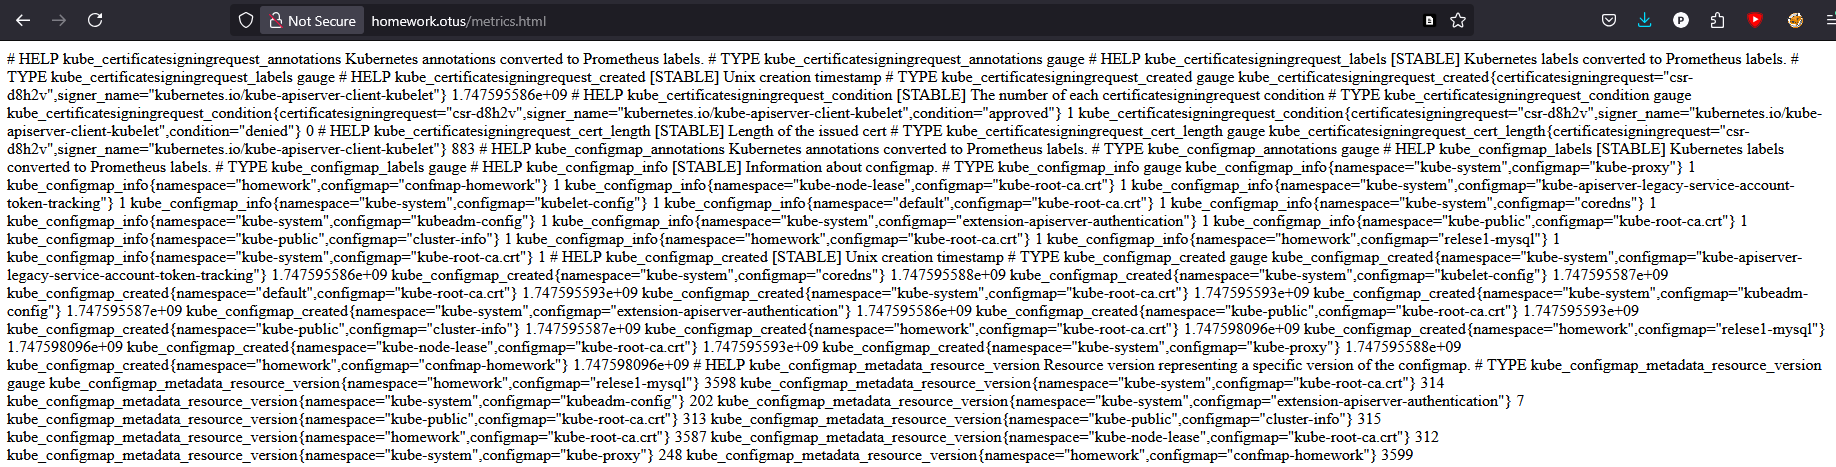 Not Secure homework.otus/metrics.html
# HELP kube_certificatesigningrequest_annotations Kubernetes annotations converted to Prometheus labels. # TYPE kube_certificatesigningrequest_annotations gauge # HELP kube_certificatesigningrequest_labels [STABLE] Kubernetes labels converted to Prometheus labels. #
TYPE kube_certificatesigningrequest_labels gauge # HELP kube_certificatesigningrequest_created [STABLE] Unix creation timestamp # TYPE kube_certificatesigningrequest_created gauge kube_certificatesigningrequest_created{certificatesigningrequest="csr-
d8h2v",signer_name="kubernetes.io/kube-apiserver-client-kubelet"} 1.747595586e+09 # HELP kube_certificatesigningrequest_condition [STABLE] The number of each certificatesigningrequest condition # TYPE kube_certificatesigningrequest_condition gauge
kube_certificatesigningrequest_condition{certificatesigningrequest="csr-d8h2v",signer_name="kubernetes.io/kube-apiserver-client-kubelet",condition="approved"} 1 kube_certificatesigningrequest_condition{certificatesigningrequest="csr-d8h2v",signer_name="kubernetes.io/kube-
apiserver-client-kubelet",condition="denied"} 0 # HELP kube_certificatesigningrequest_cert_length [STABLE] Length of the issued cert # TYPE kube_certificatesigningrequest_cert_length gauge kube_certificatesigningrequest_cert_length{certificatesigningrequest="csr-
d8h2v",signer_name="kubernetes.io/kube-apiserver-client-kubelet"} 883 # HELP kube_configmap_annotations Kubernetes annotations converted to Prometheus labels. # TYPE kube_configmap_annotations gauge # HELP kube_configmap_labels [STABLE] Kubernetes labels
converted to Prometheus labels. # TYPE kube_configmap_labels gauge # HELP kube_configmap_info [STABLE] Information about configmap. # TYPE kube_configmap_info gauge kube_configmap_info{namespace="kube-system",configmap="kube-proxy"} 1
kube_configmap_info{namespace="homework",configmap="confmap-homework"} 1 kube_configmap_info{namespace="kube-node-lease",configmap="kube-root-ca.crt"} 1 kube_configmap_info{namespace="kube-system",configmap="kube-apiserver-legacy-service-account-
token-tracking"} 1 kube_configmap_info{namespace="kube-system",configmap="kubelet-config"} 1 kube_configmap_info{namespace="default",configmap="kube-root-ca.crt"} 1 kube_configmap_info{namespace="kube-system",configmap="coredns"} 1
kube_configmap_info{namespace="kube-system",configmap="kubeadm-config"} 1 kube_configmap_info{namespace="kube-system",configmap="extension-apiserver-authentication"} 1 kube_configmap_info{namespace="kube-public",configmap="kube-root-ca.crt"} 1
kube_configmap_info{namespace="kube-public",configmap="cluster-info"} 1 kube_configmap_info{namespace="homework",configmap="kube-root-ca.crt"} 1 kube_configmap_info{namespace="homework",configmap="relese1-mysql"} 1
kube_configmap_info{namespace="kube-system",configmap="kube-root-ca.crt"} 1 # HELP kube_configmap_created [STABLE] Unix creation timestamp # TYPE kube_configmap_created gauge kube_configmap_created{namespace="kube-system",configmap="kube-apiserver-
legacy-service-account-token-tracking"} 1.747595586e+09 kube_configmap_created{namespace="kube-system",configmap="coredns"} 1.747595588e+09 kube_configmap_created{namespace="kube-system",configmap="kubelet-config"} 1.747595587e+09
kube_configmap_created{namespace="default",configmap="kube-root-ca.crt"} 1.747595593e+09 kube_configmap_created{namespace="kube-system",configmap="kube-root-ca.crt"} 1.747595593e+09 kube_configmap_created{namespace="kube-system",configmap="kubeadm-
config"} 1.747595587e+09 kube_configmap_created{namespace="kube-system",configmap="extension-apiserver-authentication"} 1.747595586e+09 kube_configmap_created{namespace="kube-public",configmap="kube-root-ca.crt"} 1.747595593e+09
kube_configmap_created{namespace="kube-public",configmap="cluster-info"} 1.747595587e+09 kube_configmap_created{namespace="homework",configmap="kube-root-ca.crt"} 1.747598096e+09 kube_configmap_created{namespace="homework",configmap="relese1-mysql"}
1.747598096e+09 kube_configmap_created{namespace="kube-node-lease",configmap="kube-root-ca.crt"} 1.747595593e+09 kube_configmap_created{namespace="kube-system",configmap="kube-proxy"} 1.747595588e+09
kube_configmap_created{namespace="homework",configmap="confmap-homework"} 1.747598096e+09 # HELP kube_configmap_metadata_resource_version Resource version representing a specific version of the configmap. # TYPE kube_configmap_metadata_resource_version
gauge kube_configmap_metadata_resource_version{namespace="homework",configmap="relese1-mysql"} 3598 kube_configmap_metadata_resource_version{namespace="kube-system",configmap="kube-root-ca.crt"} 314
kube_configmap_metadata_resource_version{namespace="kube-system",configmap="kubeadm-config"} 202 kube_configmap_metadata_resource_version{namespace="kube-system",configmap="extension-apiserver-authentication"} 7
kube_configmap_metadata_resource_version{namespace="kube-public",configmap="kube-root-ca.crt"} 313 kube_configmap_metadata_resource_version{namespace="kube-public",configmap="cluster-info"} 315
kube_configmap_metadata_resource_version{namespace="homework",configmap="kube-root-ca.crt"} 3587 kube_configmap_metadata_resource_version{namespace="kube-node-lease",configmap="kube-root-ca.crt"} 312
kube_configmap_metadata_resource_version{namespace="kube-system",configmap="kube-proxy"} 248 kube_configmap_metadata_resource_version{namespace="homework",configmap="confmap-homework"} 3599